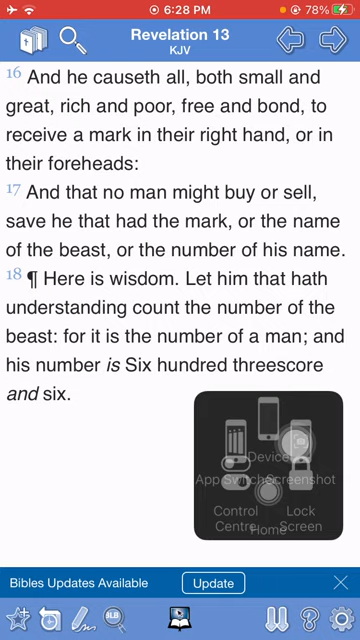 6:28 PM
78%
Revelation 13
KJV
16 And he causeth all, both small and
great, rich and poor, free and bond, to
receive a mark in their right hand, or in
their foreheads:
17 And that no man might buy or sell,
save he that had the mark, or the name
of the beast, or the number of his name.
18 ¶ Here is wisdom. Let him that hath
understanding count the number of the
beast: for it is the number of a man; and
his number is Six hundred threescore
and six.
Device
App Switcher
Screenshot
Control
Centre
Lock
Screen
Home
Bibles Updates Available
Update